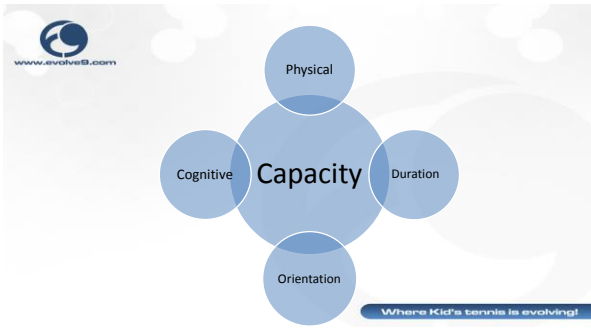 www.evolve9.com
Physical
Cognitive
Capacity
Duration
Orientation
Where Kid's tennis is evolving!